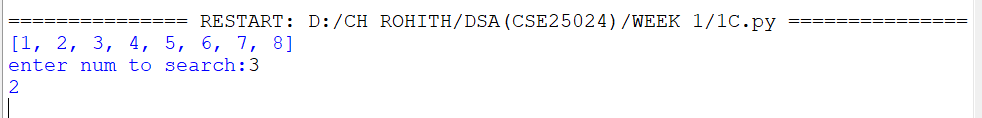 =============== RESTART: D:/CH ROHITH/DSA(CSE25024)/WEEK 1/1C.py ===============
[1, 2, 3, 4, 5, 6, 7, 8]
enter num to search:3
2